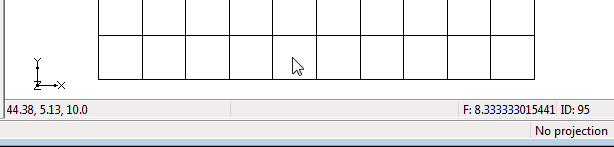 Y
Z X
44.38, 5.13, 10.0 F: 8.333333015441 ID: 95
No projection